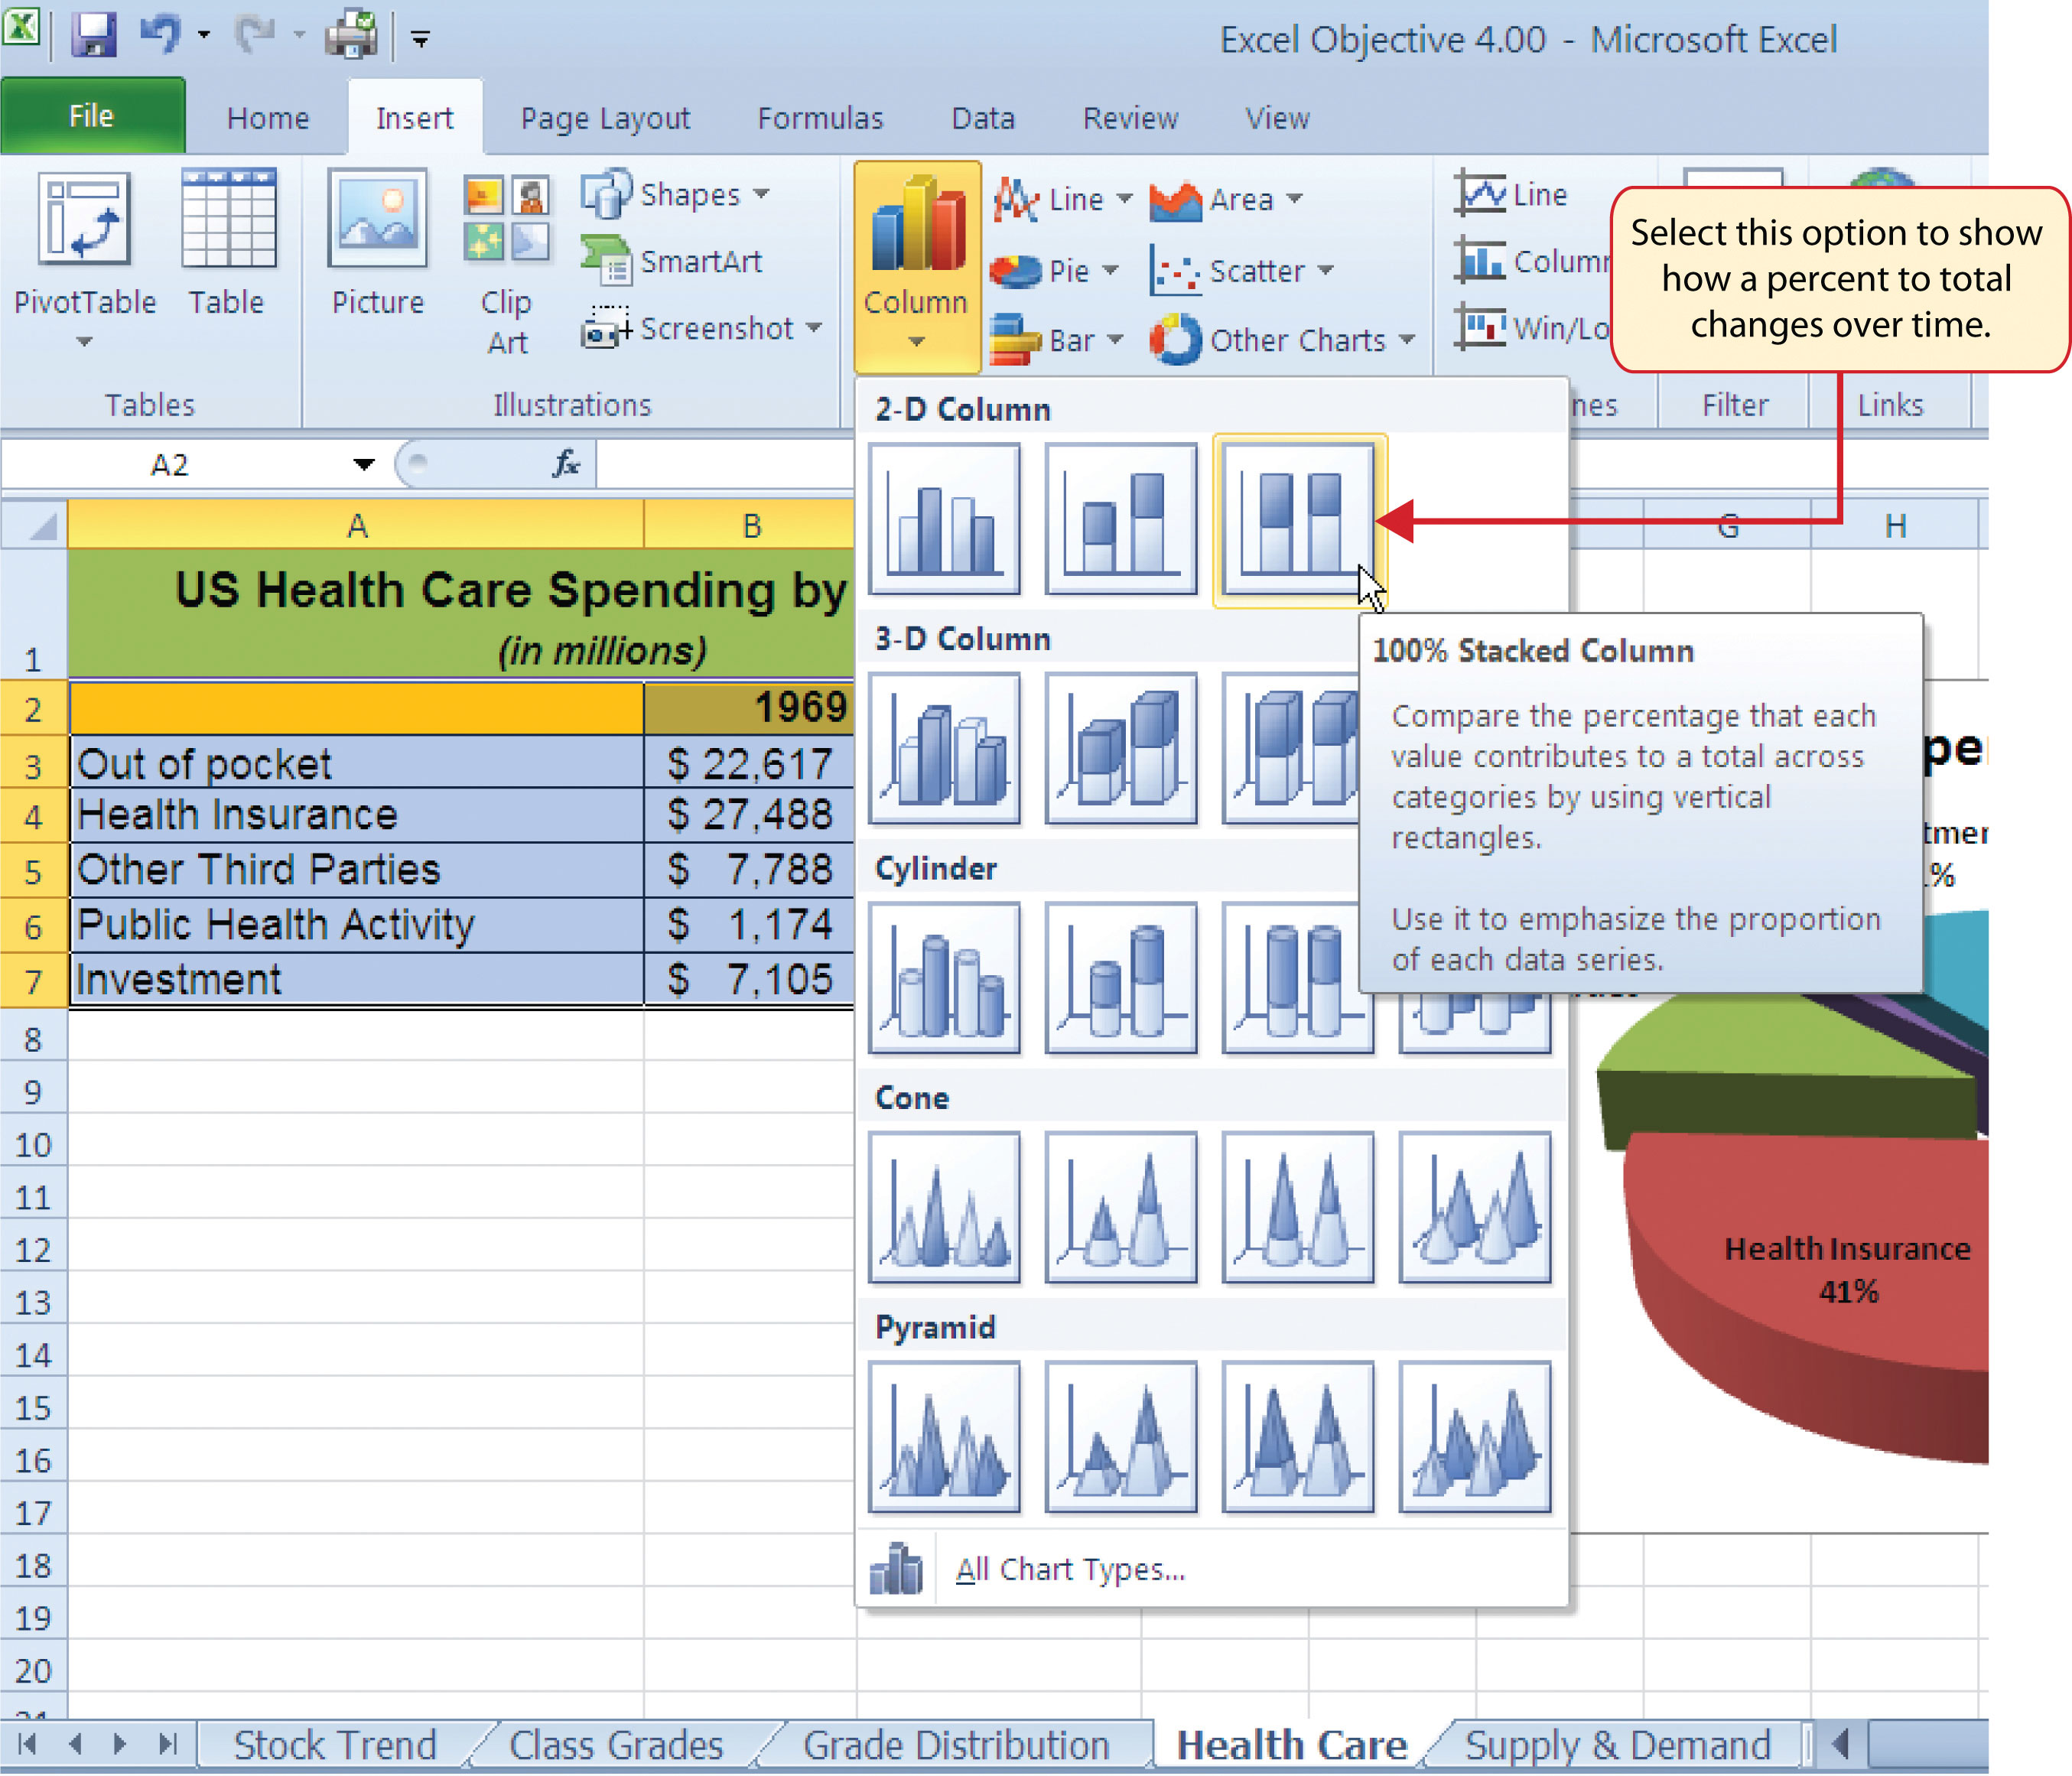 Excel Objective 4.00 - Microsoft Excel
File Home Insert Page Layout Formulas Data Review View
PivotTable Table Picture Clip Art Shapes SmartArt Screenshot
Column Line Pie Bar Area Scatter Other Charts
Line
Win/Lo
Tables Illustrations Filter Links
Select this option to show
how a percent to total
changes over time.
A2 fx
A B G H
1 US Health Care Spending by
(in millions)
2 1969
3 Out of pocket $ 22,617
4 Health Insurance $ 27,488
5 Other Third Parties $ 7,788
6 Public Health Activity $ 1,174
7 Investment $ 7,105
8
9
10
11
12
13
14
15
16
17
18
19
20
2-D Column
3-D Column
Cylinder
Cone
Pyramid
All Chart Types...
100% Stacked Column
Compare the percentage that each
value contributes to a total across
categories by using vertical
rectangles.
Use it to emphasize the proportion
of each data series.
Health Insurance
41%
Stock Trend Class Grades Grade Distribution Health Care Supply & Demand